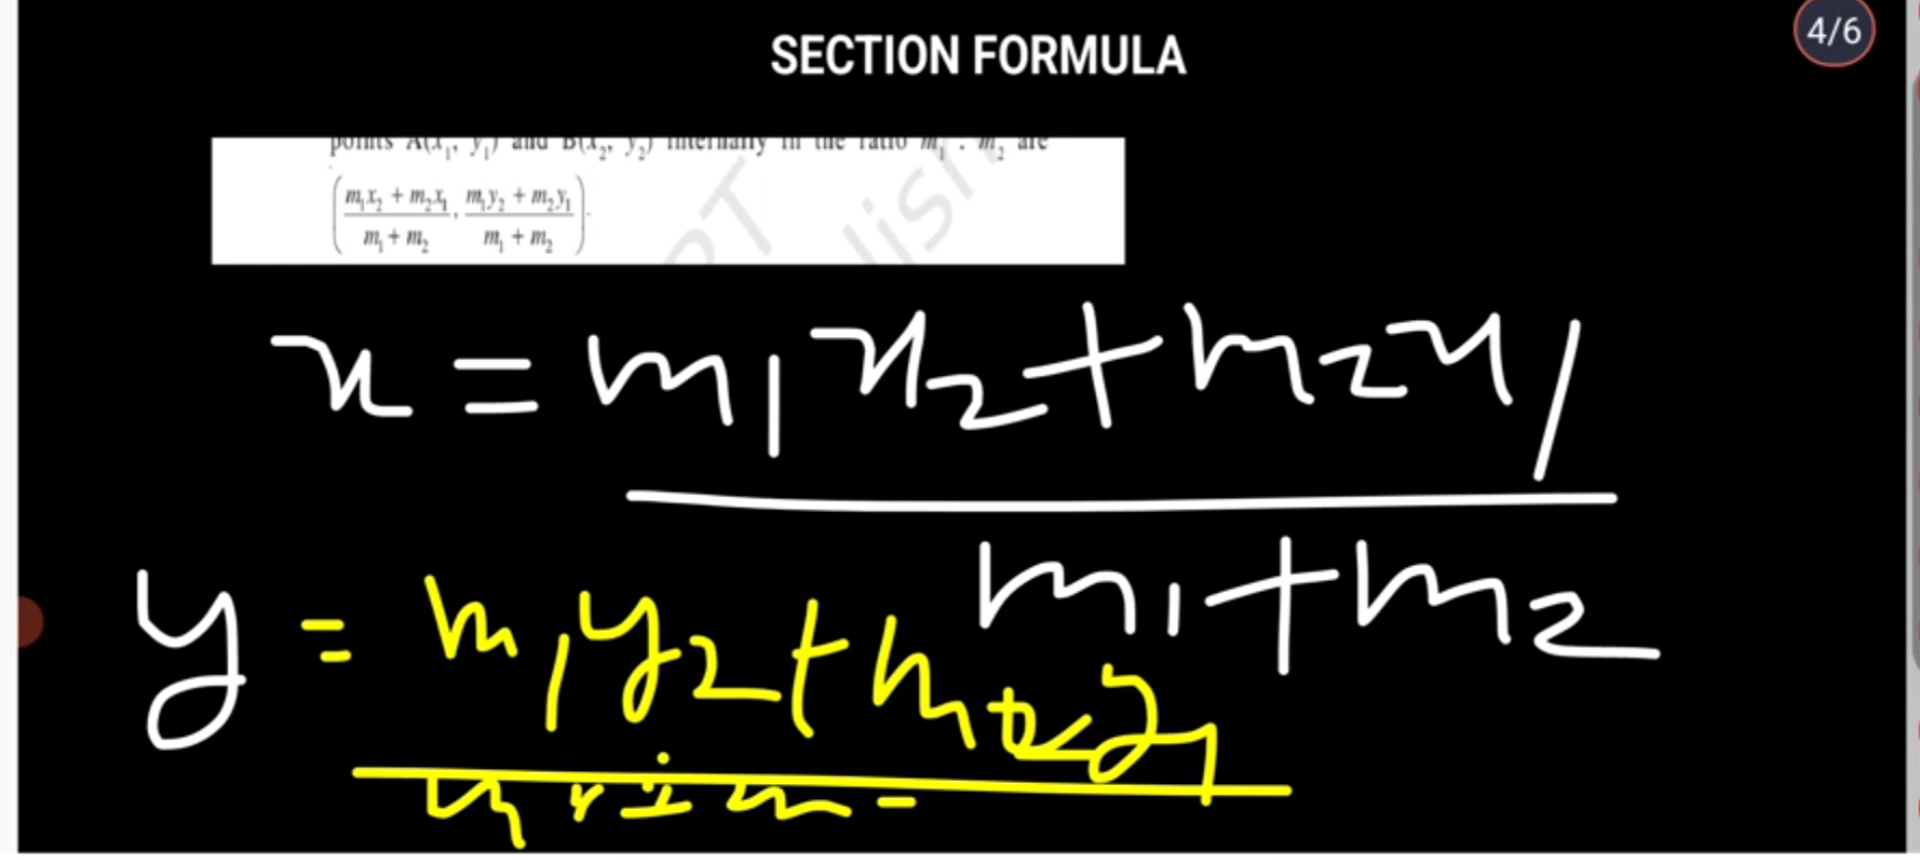 4/6
SECTION FORMULA
points A(x₁, y₁) and B(x₂, y₂) internally in the ratio m₁ : m₂ are
(m₁x₂ + m₂x₁ / m₁ + m₂, m₁y₂ + m₂y₁ / m₁ + m₂).
x = m₁x₂ + m₂x₁
m₁ + m₂
y = m₁y₂ + m₂y₁